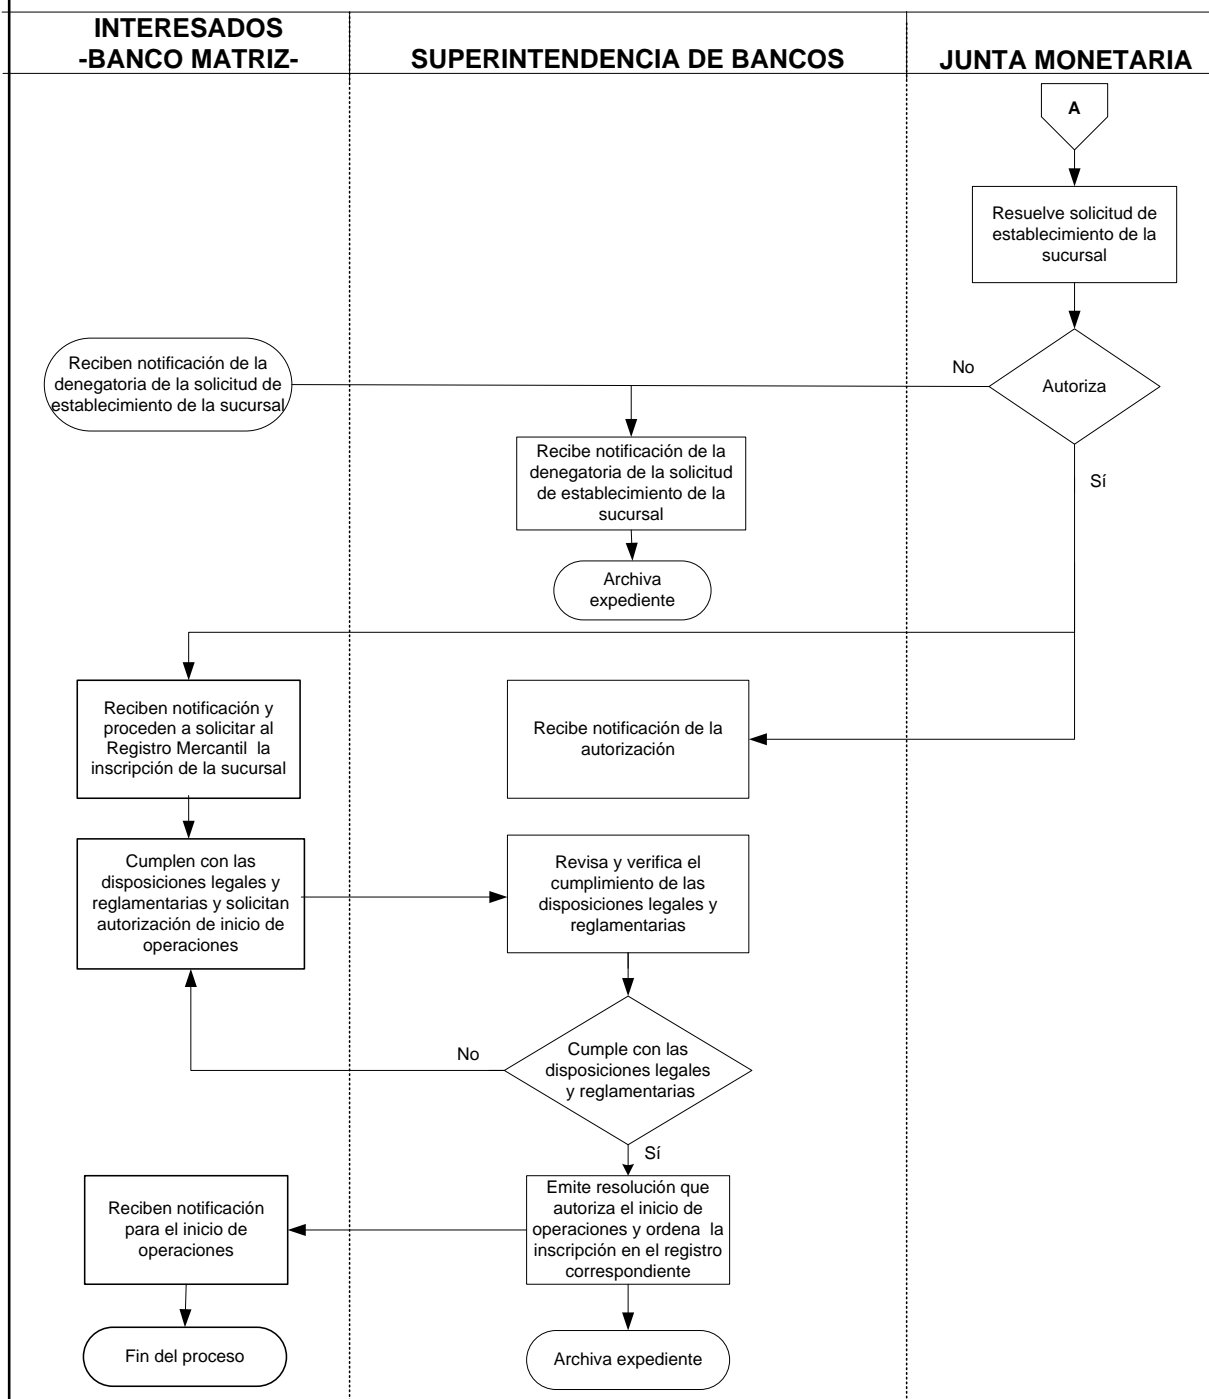 INTERESADOS
-BANCO MATRIZ-
SUPERINTENDENCIA DE BANCOS
JUNTA MONETARIA
A
Resuelve solicitud de
establecimiento de la
sucursal
Autoriza
No
Sí
Reciben notificación de la
denegatoria de la solicitud de
establecimiento de la sucursal
Recibe notificación de la
denegatoria de la solicitud
de establecimiento de la
sucursal
Archiva
expediente
Reciben notificación y
proceden a solicitar al
Registro Mercantil la
inscripción de la sucursal
Recibe notificación de la
autorización
Cumplen con las
disposiciones legales y
reglamentarias y solicitan
autorización de inicio de
operaciones
Revisa y verifica el
cumplimiento de las
disposiciones legales y
reglamentarias
No
Cumple con las
disposiciones legales
y reglamentarias
Sí
Emite resolución que
autoriza el inicio de
operaciones y ordena la
inscripción en el registro
correspondiente
Reciben notificación
para el inicio de
operaciones
Fin del proceso
Archiva expediente